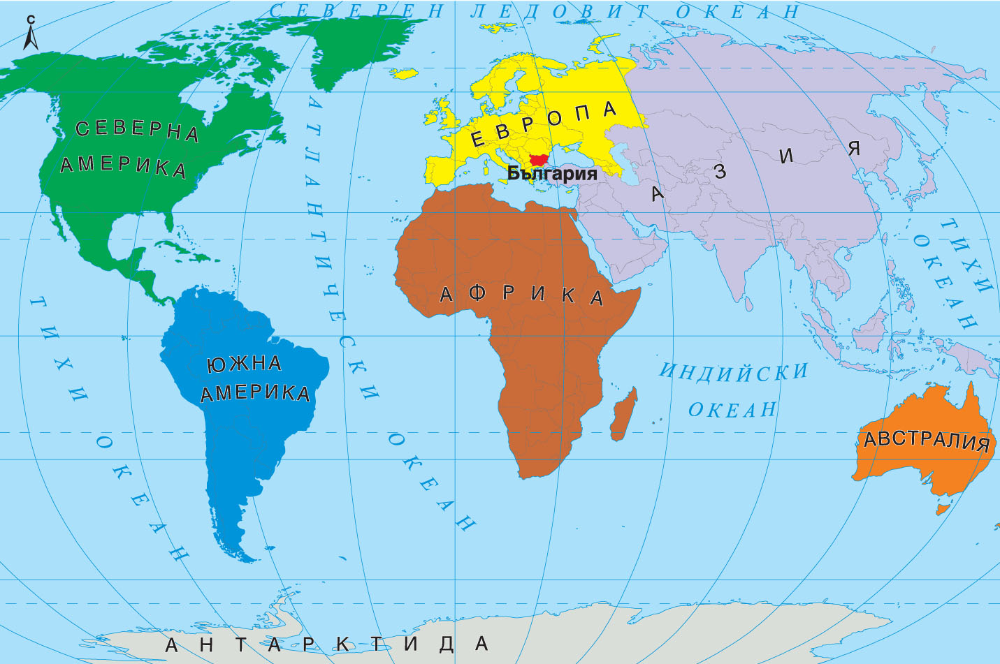 СЕВЕРЕН ЛЕДОВИТ ОКЕАН
С
СЕВЕРНА
АМЕРИКА
ЕВРОПА
АЗИЯ
България
АТЛАНТИЧЕСКИ ОКЕАН
ТИХИ
ОКЕАН
АФРИКА
ТИХИ ОКЕАН
ЮЖНА
АМЕРИКА
ИНДИЙСКИ
ОКЕАН
АВСТРАЛИЯ
АНТАРКТИДА